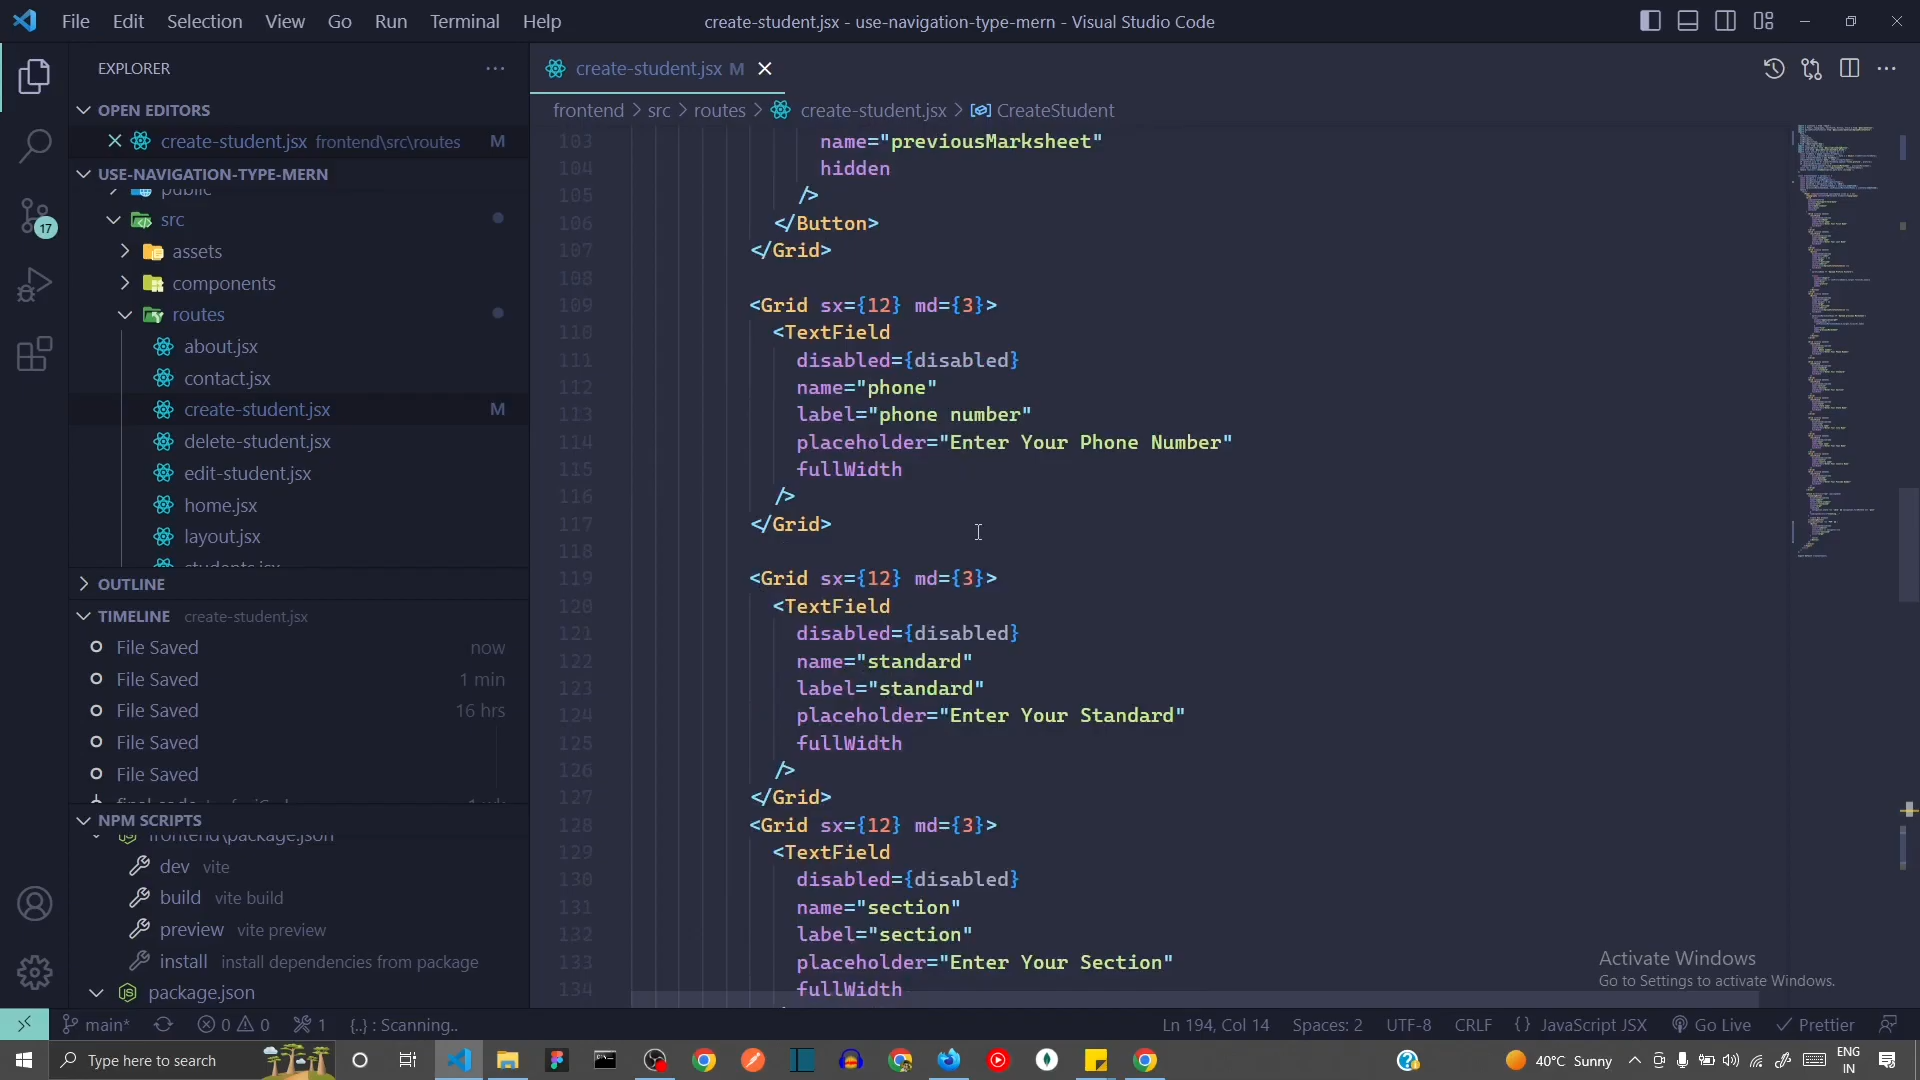 File Edit Selection View Go Run Terminal Help
create-student.jsx - use-navigation-type-mern - Visual Studio Code
EXPLORER
OPEN EDITORS
create-student.jsx frontend\src\routes M
USE-NAVIGATION-TYPE-MERN
public
src
assets
components
routes
about.jsx
contact.jsx
create-student.jsx M
delete-student.jsx
edit-student.jsx
home.jsx
layout.jsx
students.jsx
OUTLINE
TIMELINE create-student.jsx
File Saved now
File Saved 1 min
File Saved 16 hrs
File Saved
File Saved
NPM SCRIPTS
frontend\package.json
dev vite
build vite build
preview vite preview
install install dependencies from package
package.json
17
create-student.jsx M
frontend > src > routes > create-student.jsx > CreateStudent
103 name="previousMarksheet"
104 hidden
105 />
106 </Button>
107 </Grid>
108
109 <Grid sx={12} md={3}>
110 <TextField
111 disabled={disabled}
112 name="phone"
113 label="phone number"
114 placeholder="Enter Your Phone Number"
115 fullWidth
116 />
117 </Grid>
118
119 <Grid sx={12} md={3}>
120 <TextField
121 disabled={disabled}
122 name="standard"
123 label="standard"
124 placeholder="Enter Your Standard"
125 fullWidth
126 />
127 </Grid>
128 <Grid sx={12} md={3}>
129 <TextField
130 disabled={disabled}
131 name="section"
132 label="section"
133 placeholder="Enter Your Section"
134 fullWidth
Activate Windows
Go to Settings to activate Windows.
main* 0 0 1 {..} : Scanning..
Ln 194, Col 14 Spaces: 2 UTF-8 CRLF {} JavaScript JSX Go Live Prettier
Type here to search
40°C Sunny
ENG
IN